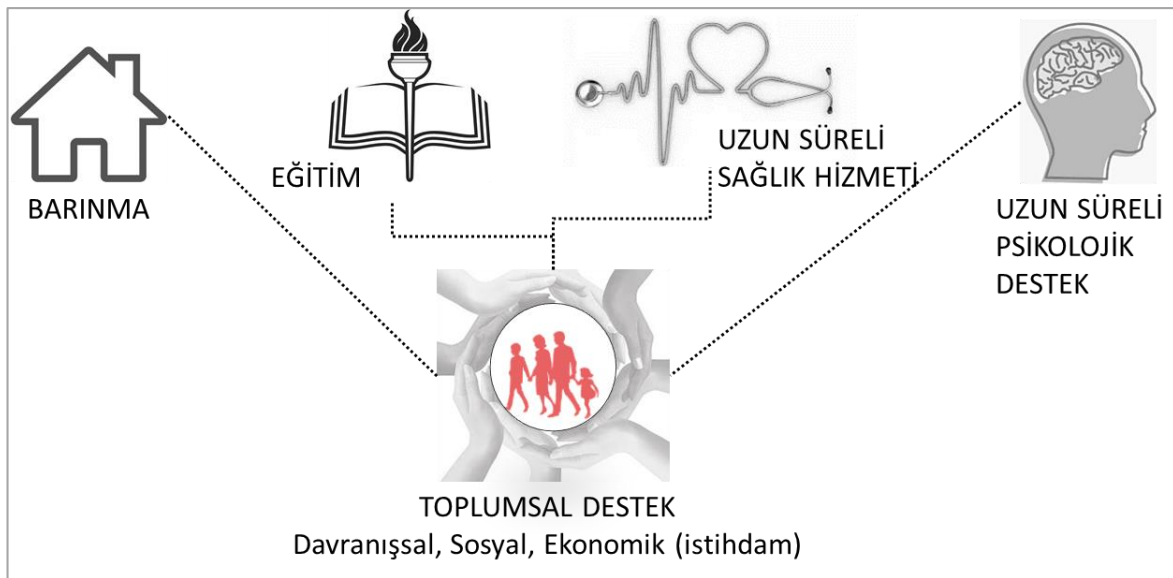 BARINMA
EĞİTİM
UZUN SÜRELİ
SAĞLIK HİZMETİ
UZUN SÜRELİ
PSİKOLOJİK
DESTEK
TOPLUMSAL DESTEK
Davranışsal, Sosyal, Ekonomik (istihdam)